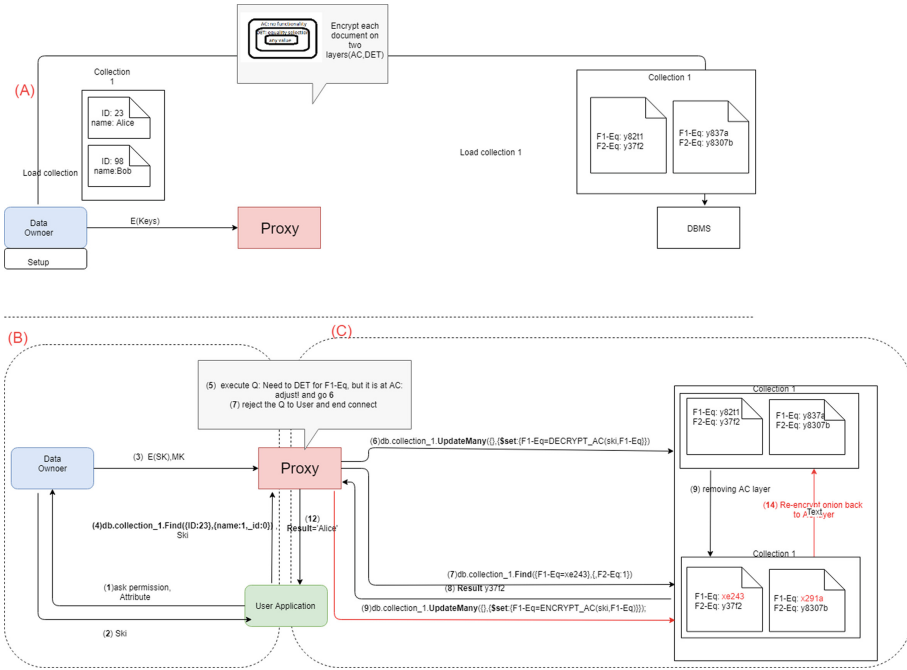 AC: no functionality
DET: equality selection
any value
Encrypt each
document on
two
layers(AC,DET)
(A)
Collection
1
ID: 23
name: Alice
ID: 98
name:Bob
Load collection
Load collection 1
Collection 1
F1-Eq: y82t1
F2-Eq: y37f2
F1-Eq: y837a
F2-Eq: y8307b
Data
Ownoer
Setup
E(Keys)
Proxy
DBMS
(B)
(C)
(5) execute Q: Need to DET for F1-Eq, but it is at AC:
adjust! and go 6
(7) reject the Q to User and end connect
Data
Ownoer
(3) E(SK),MK
Proxy
(4)db.collection_1.Find({ID:23},{name:1,_id:0}) ,
Ski
(12)
Result='Alice'
(1)ask permission,
Attribute
User Application
(2) Ski
(6)db.collection_1.UpdateMany({},{$set:{F1-Eq=DECRYPT_AC(ski,F1-Eq)}})
(7)db.collection_1.Find({F1-Eq=xe243},{,F2-Eq:1})
(8) Result y37f2
(9)db.collection_1.UpdateMany({},{$set:{F1-Eq=ENCRYPT_AC(ski,F1-Eq)}});
Collection 1
F1-Eq: y82t1
F2-Eq: y37f2
F1-Eq: y837a
F2-Eq: y8307b
(9) removing AC layer
(14) Re-encrypt onion back
to AC layer
Text
Collection 1
F1-Eq: xe243
F2-Eq: y37f2
F1-Eq: x291a
F2-Eq: y8307b